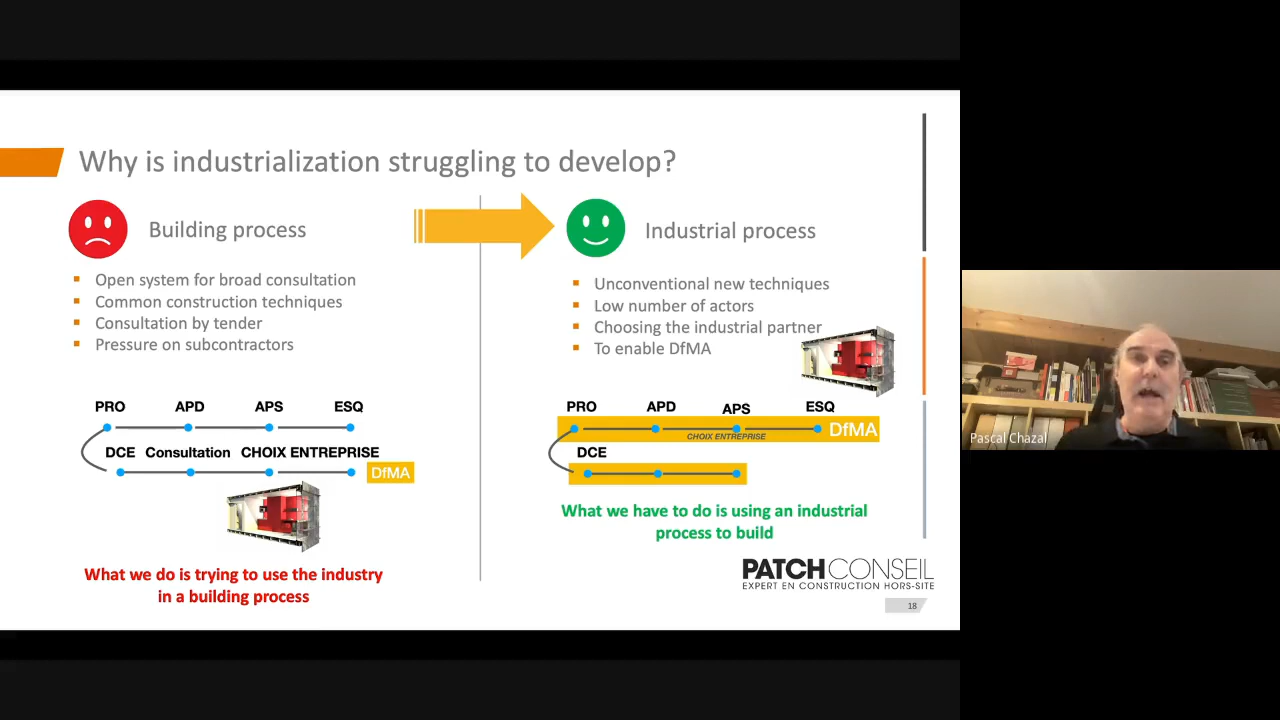 Why is industrialization struggling to develop?
Building process
Open system for broad consultation
Common construction techniques
Consultation by tender
Pressure on subcontractors
PRO APD APS ESQ
DCE Consultation CHOIX ENTREPRISE
DfMA
What we do is trying to use the industry
in a building process
Industrial process
Unconventional new techniques
Low number of actors
Choosing the industrial partner
To enable DfMA
PRO APD APS ESQ
CHOIX ENTREPRISE
DfMA
DCE
What we have to do is using an industrial
process to build
PATCHCONSEIL
EXPERT EN CONSTRUCTION HORS-SITE
18
Pascal Chazal